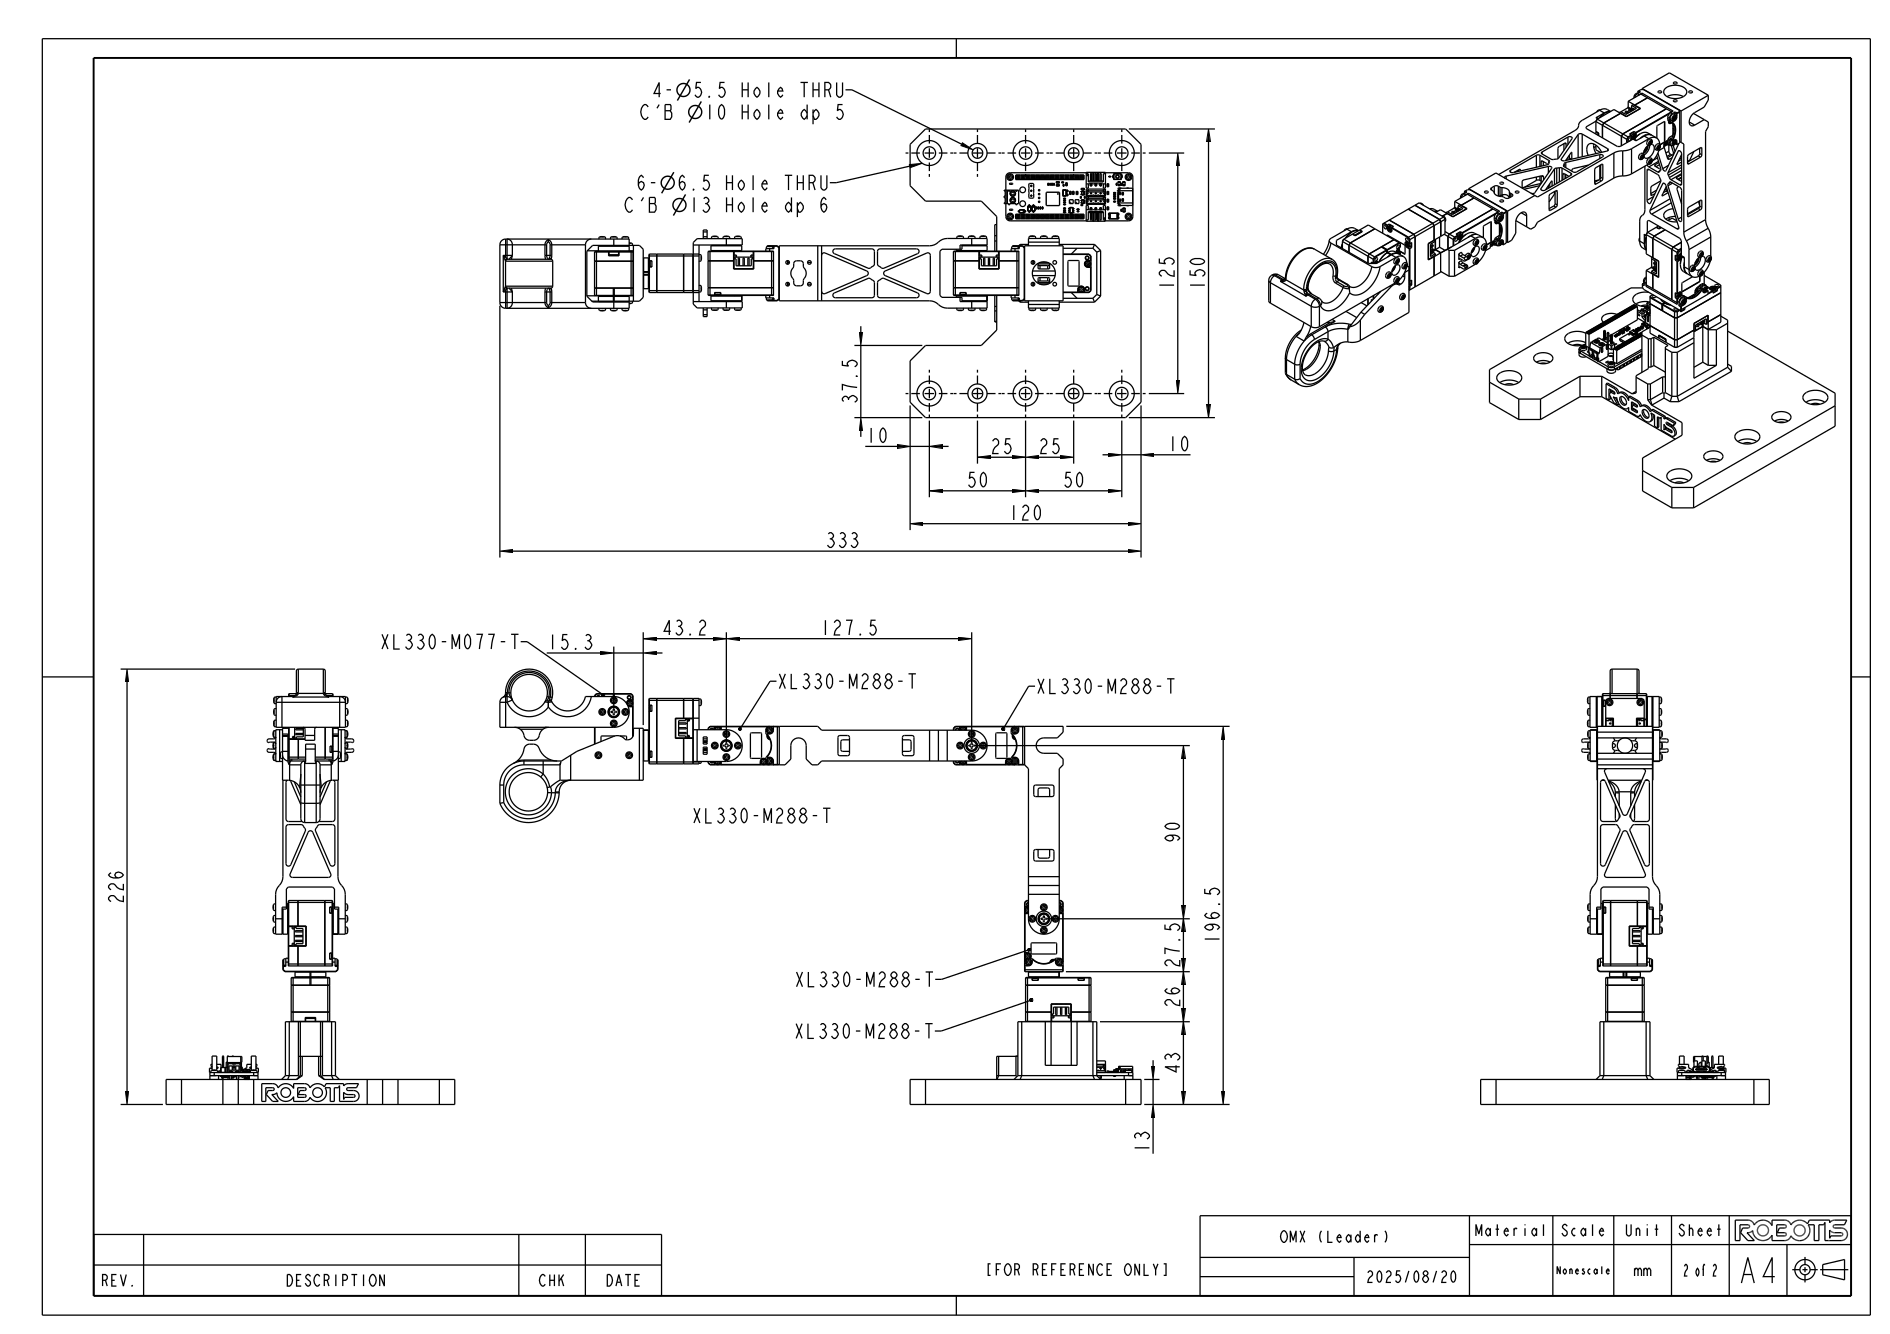 4-Ø5.5 Hole THRU
C'B Ø10 Hole dp 5
6-Ø6.5 Hole THRU
C'B Ø13 Hole dp 6
125
150
37.5
10
25
25
10
50
50
120
333
ROBOTIS
XL330-M077-T
15.3
43.2
127.5
XL330-M288-T
XL330-M288-T
XL330-M288-T
90
196.5
27.5
XL330-M288-T
26
XL330-M288-T
43
13
226
ROBOTIS
REV.
DESCRIPTION
CHK
DATE
[FOR REFERENCE ONLY]
OMX (Leader)
2025/08/20
Material
Scale
Unit
Sheet
ROBOTIS
Nonescale
mm
2 of 2
A4